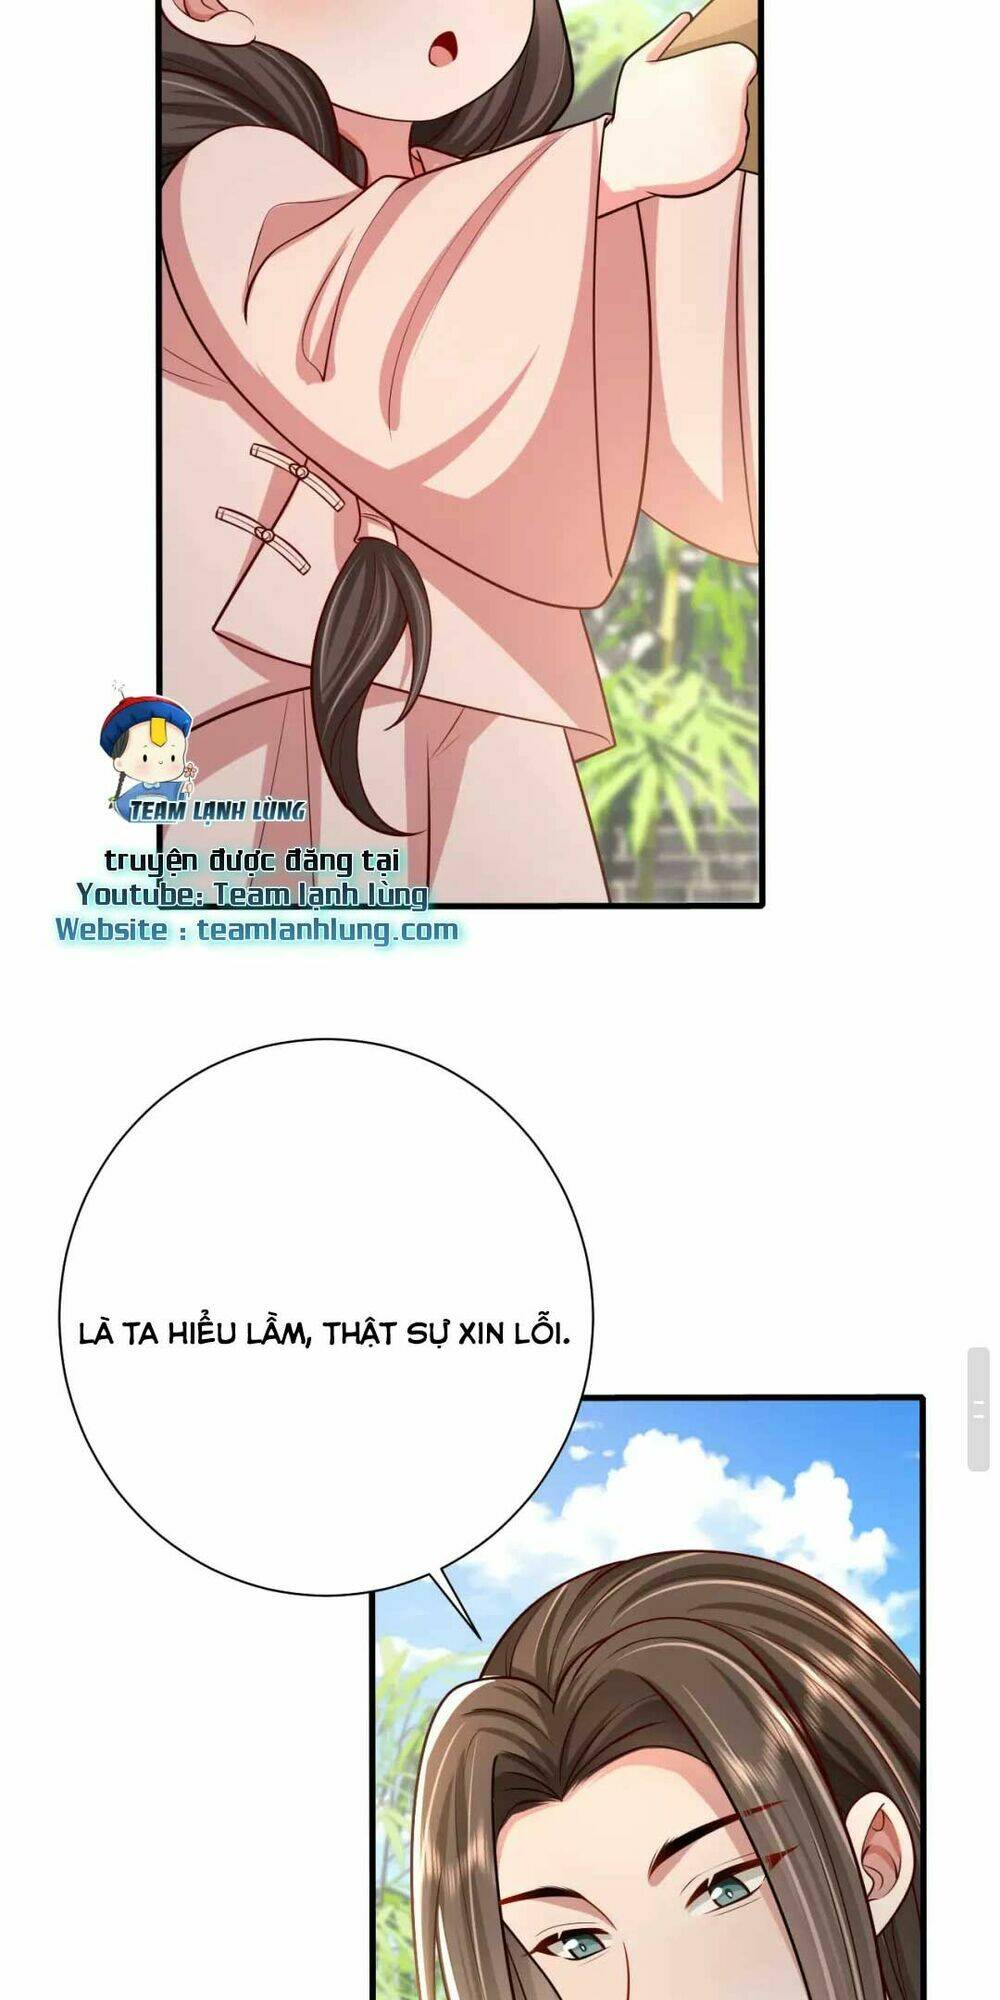 TEAM LẠNH LÙNG
truyện được đăng tại
Youtube: Team lạnh lùng
Website : teamlanhlung.com
LÀ TA HIỂU LẦM, THẬT SỰ XIN LỖI.